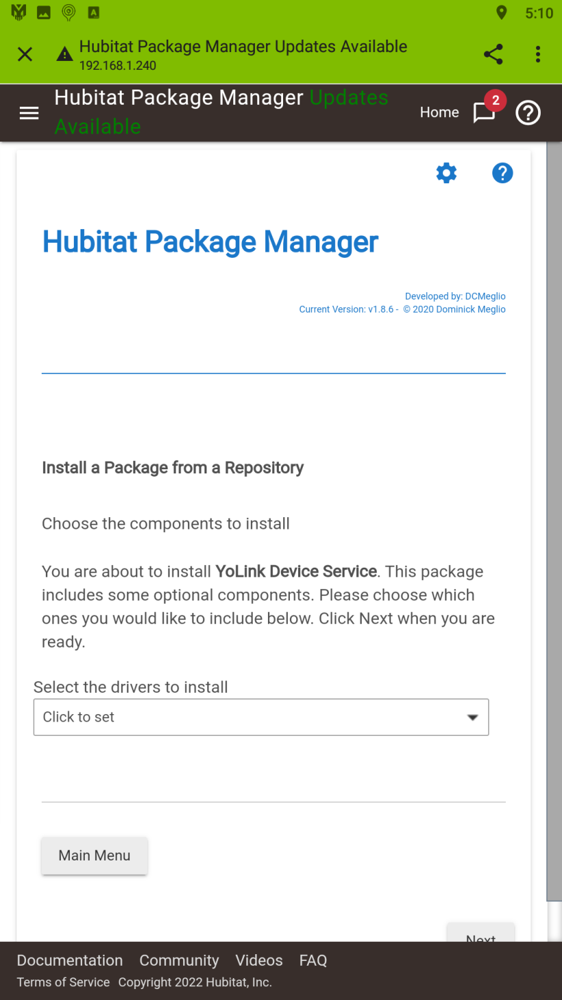 5:10
Hubitat Package Manager Updates Available
192.168.1.240
Hubitat Package Manager Updates
Available
Home
2
Hubitat Package Manager
Developed by: DCMeglio
Current Version: v1.8.6 - © 2020 Dominick Meglio
Install a Package from a Repository
Choose the components to install
You are about to install YoLink Device Service. This package
includes some optional components. Please choose which
ones you would like to include below. Click Next when you are
ready.
Select the drivers to install
Click to set
Main Menu
Next
Documentation Community Videos FAQ
Terms of Service Copyright 2022 Hubitat, Inc.